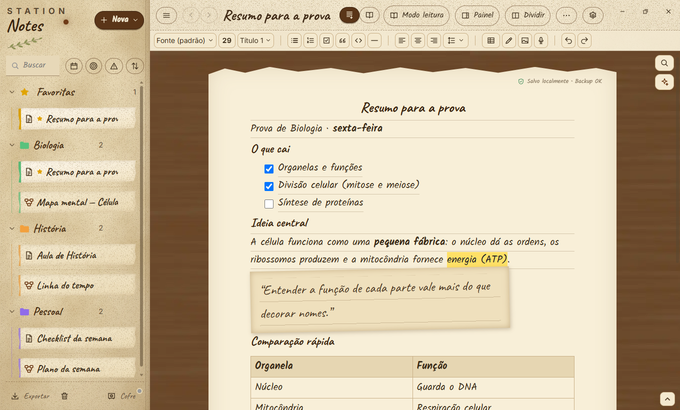 STATION
Notes
+ Nova
Buscar
Favoritas 1
Resumo para a prov
Biologia 2
Resumo para a prov
Mapa mental – Célula
História 2
Aula de História
Linha do tempo
Pessoal 2
Checklist da semana
Plano da semana
Exportar
Cofre
Resumo para a prova
Modo leitura
Painel
Dividir
Fonte (padrão)
29
Título 1
Salvo localmente · Backup OK
Resumo para a prova
Prova de Biologia · sexta-feira
O que cai
Organelas e funções
Divisão celular (mitose e meiose)
Síntese de proteínas
Ideia central
A célula funciona como uma pequena fábrica: o núcleo dá as ordens, os
ribossomos produzem e a mitocôndria fornece energia (ATP).
“Entender a função de cada parte vale mais do que
decorar nomes.”
Comparação rápida
Organela Função
Núcleo Guarda o DNA
Mitocôndria Respiração celular